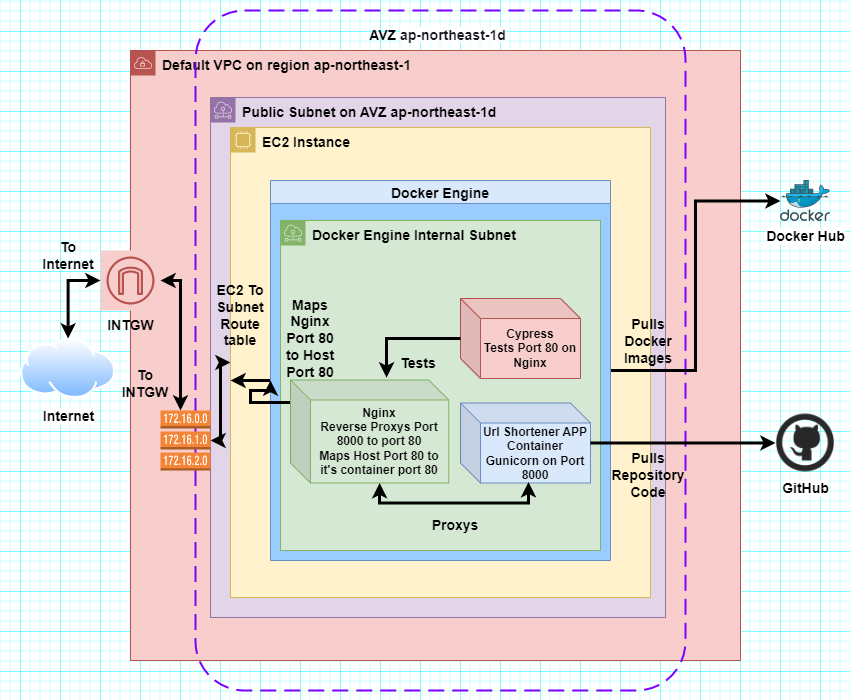 AVZ ap-northeast-1d
Default VPC on region ap-northeast-1
Public Subnet on AVZ ap-northeast-1d
EC2 Instance
Docker Engine
Docker Engine Internal Subnet
docker
Docker Hub
To
Internet
INTGW
Internet
To
INTGW
172.16.0.0
172.16.1.0
172.16.2.0
EC2 To
Subnet
Route
table
Maps
Nginx
Port 80
to Host
Port 80
Cypress
Tests Port 80 on
Nginx
Tests
Pulls
Docker
Images
Nginx
Reverse Proxys Port
8000 to port 80
Maps Host Port 80 to
it's container port 80
Url Shortener APP
Container
Gunicorn on Port
8000
Proxys
Pulls
Repository
Code
GitHub